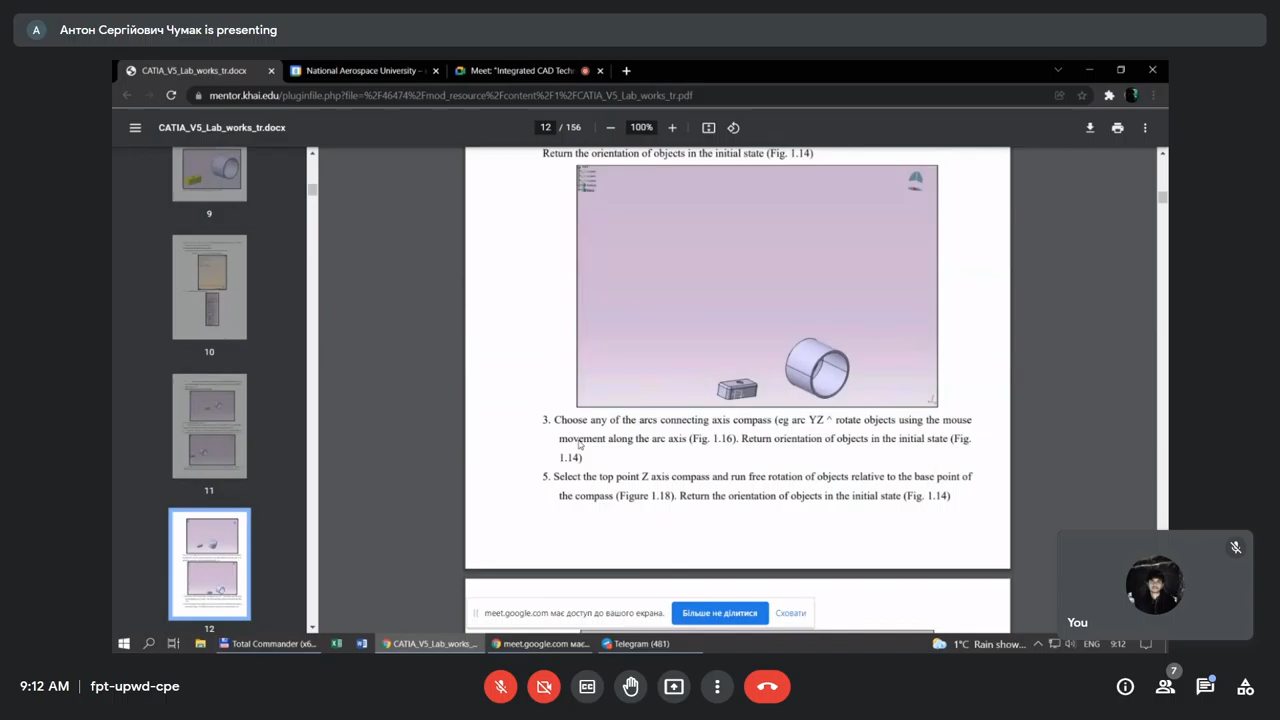 A
Антон Сергійович Чумак is presenting
CATIA_V5_Lab_works_tr.docx
National Aerospace University -
Meet: "Integrated CAD Tech
mentor.khai.edu/pluginfile.php?file=%2F46474%2Fmod_resource%2Fcontent%2F1%2FCATIA_V5_Lab_works_tr.pdf
CATIA_V5_Lab_works_tr.docx
12 / 156
100%
9
10
11
12
Return the orientation of objects in the initial state (Fig. 1.14)
3. Choose any of the arcs connecting axis compass (eg arc YZ ^ rotate objects using the mouse
movement along the arc axis (Fig. 1.16). Return orientation of objects in the initial state (Fig.
1.14)
5. Select the top point Z axis compass and run free rotation of objects relative to the base point of
the compass (Figure 1.18). Return the orientation of objects in the initial state (Fig. 1.14)
meet.google.com має доступ до вашого екрана.
Більше не ділитися
Сховати
You
Total Commander (x6...
CATIA_V5_Lab_works_...
meet.google.com має...
Telegram (481)
1°C Rain show...
ENG
9:12
9:12 AM
fpt-upwd-cpe
7